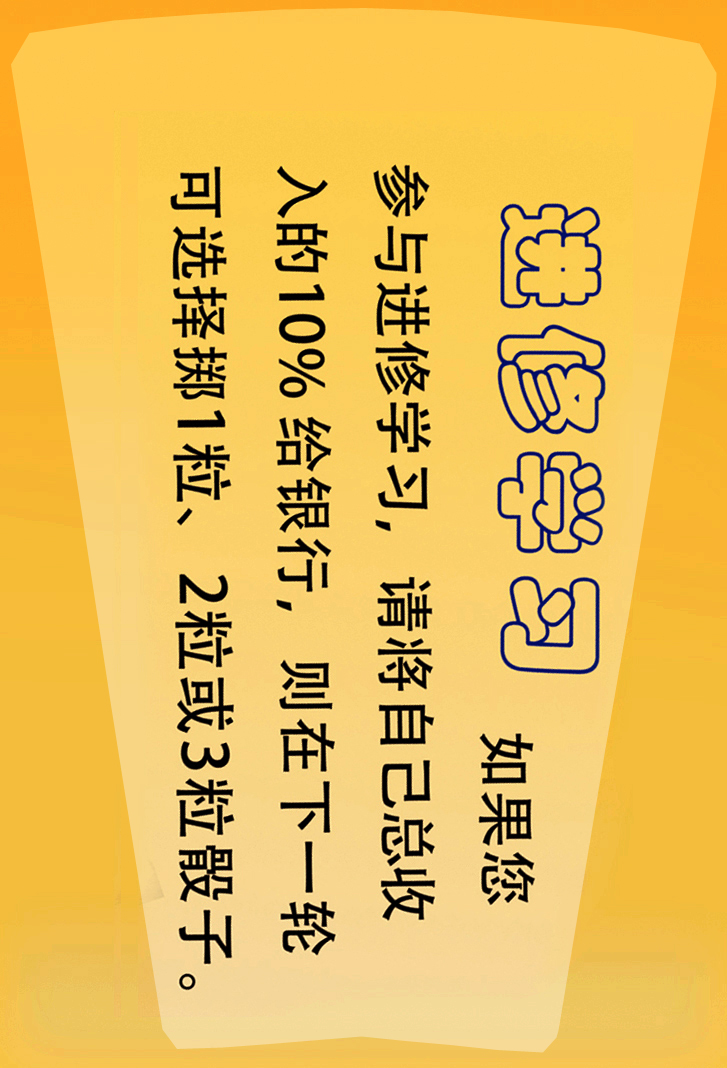 进修学习 如果您
参与进修学习，请将自己总收
入的10% 给银行，则在下一轮
可选择掷1粒、2粒或3粒骰子。